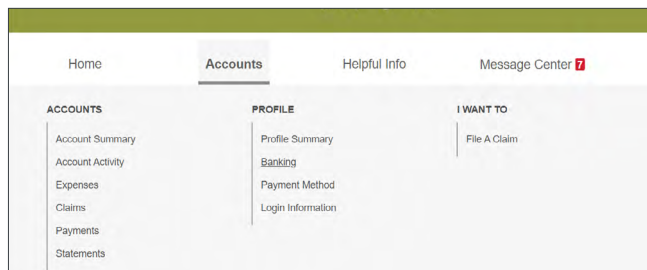 Home Accounts Helpful Info Message Center 7
ACCOUNTS
Account Summary
Account Activity
Expenses
Claims
Payments
Statements
PROFILE
Profile Summary
Banking
Payment Method
Login Information
I WANT TO
File A Claim